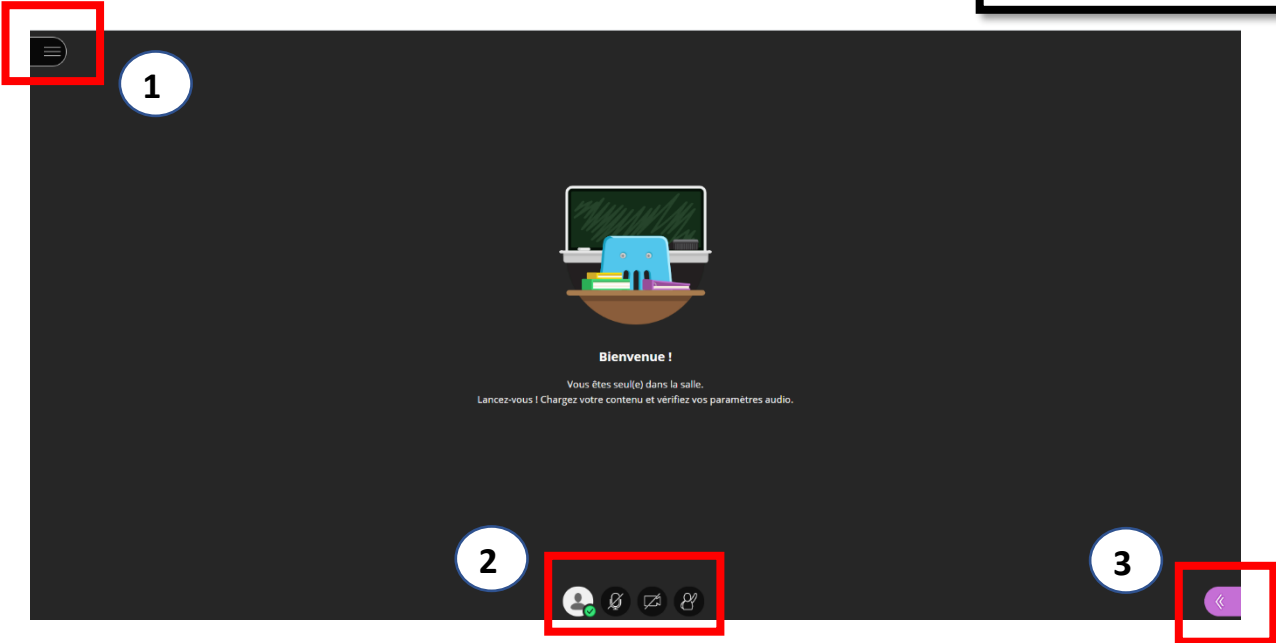 1
Bienvenue !
Vous êtes seul(e) dans la salle.
Lancez-vous ! Chargez votre contenu et vérifiez vos paramètres audio.
2
3